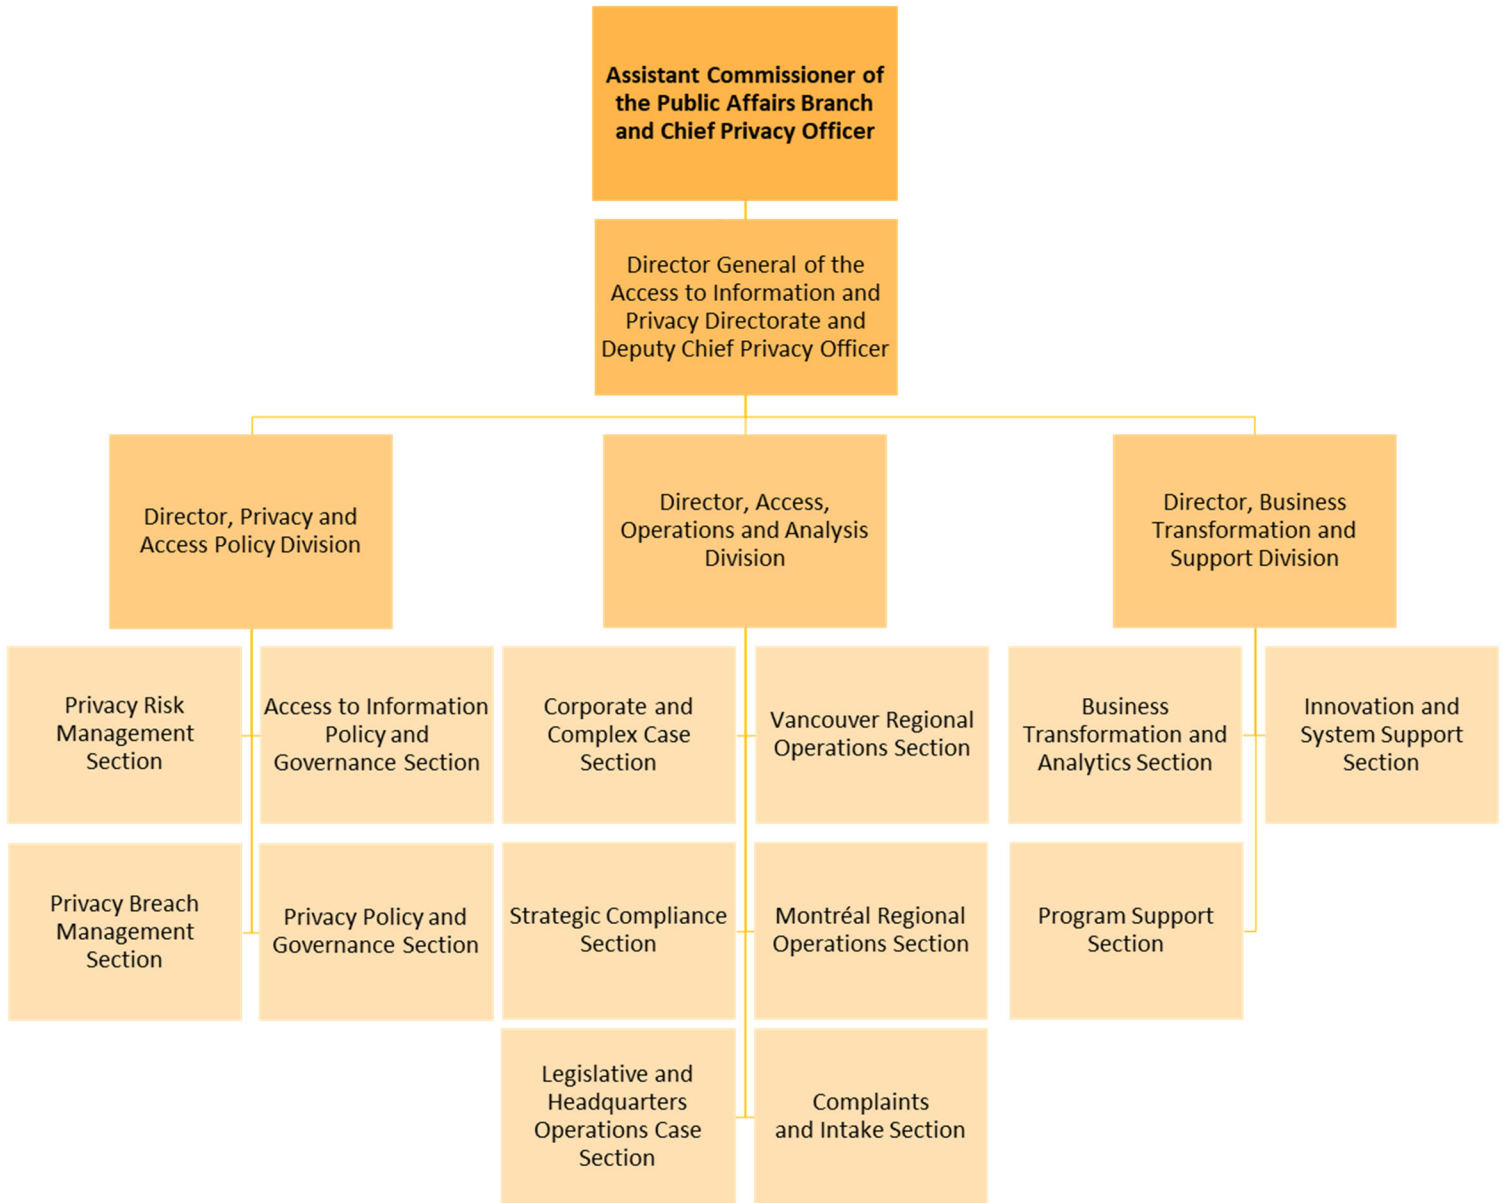 Assistant Commissioner of
the Public Affairs Branch
and Chief Privacy Officer
Director General of the
Access to Information and
Privacy Directorate and
Deputy Chief Privacy Officer
Director, Privacy and
Access Policy Division
Director, Access,
Operations and Analysis
Division
Director, Business
Transformation and
Support Division
Privacy Risk
Management
Section
Access to Information
Policy and
Governance Section
Corporate and
Complex Case
Section
Vancouver Regional
Operations Section
Business
Transformation and
Analytics Section
Innovation and
System Support
Section
Privacy Breach
Management
Section
Privacy Policy and
Governance Section
Strategic Compliance
Section
Montréal Regional
Operations Section
Program Support
Section
Legislative and
Headquarters
Operations Case
Section
Complaints
and Intake Section